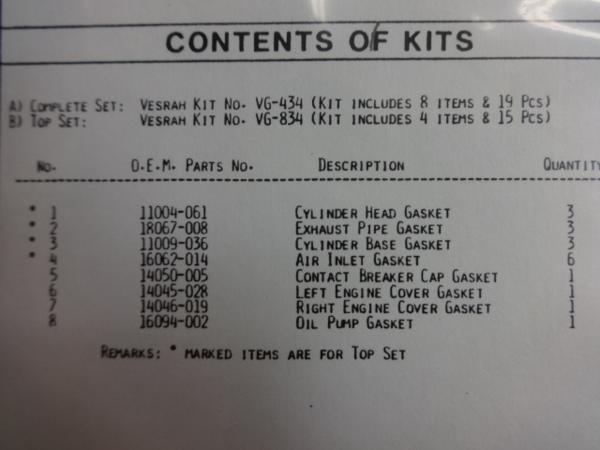 CONTENTS OF KITS
A) COMPLETE SET: VESRAH KIT NO. VG-434 (KIT INCLUDES 8 ITEMS & 19 PCS)
B) TOP SET: VESRAH KIT NO. VG-834 (KIT INCLUDES 4 ITEMS & 15 PCS)
NO. O.E.M. PARTS NO. DESCRIPTION QUANTITY
* 1 11004-061 CYLINDER HEAD GASKET 3
* 2 18067-008 EXHAUST PIPE GASKET 3
* 3 11009-036 CYLINDER BASE GASKET 3
* 4 16062-014 AIR INLET GASKET 6
5 14050-005 CONTACT BREAKER CAP GASKET 1
6 14045-028 LEFT ENGINE COVER GASKET 1
7 14046-019 RIGHT ENGINE COVER GASKET 1
8 16094-002 OIL PUMP GASKET 1
REMARKS: * MARKED ITEMS ARE FOR TOP SET